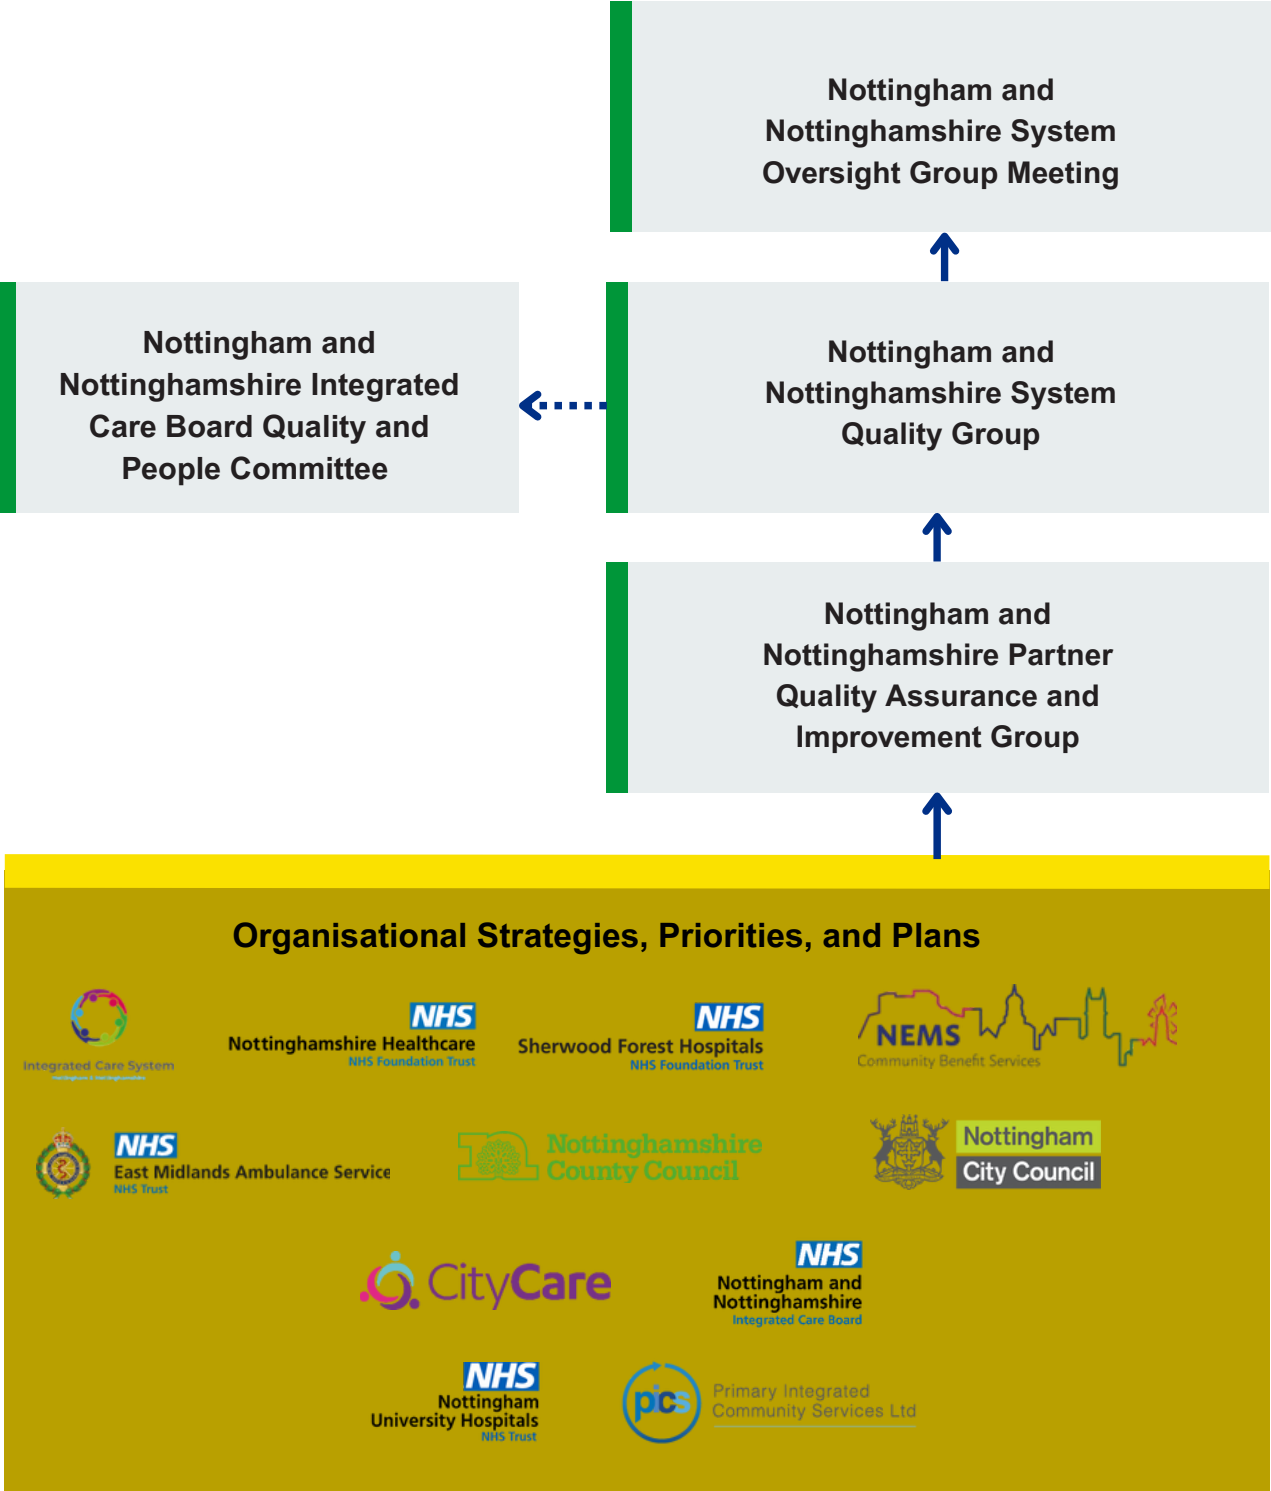 Nottingham and
Nottinghamshire System
Oversight Group Meeting
Nottingham and
Nottinghamshire Integrated
Care Board Quality and
People Committee
Nottingham and
Nottinghamshire System
Quality Group
Nottingham and
Nottinghamshire Partner
Quality Assurance and
Improvement Group
Organisational Strategies, Priorities, and Plans
Integrated Care System
NHS
Nottinghamshire Healthcare
NHS Foundation Trust
NHS
Sherwood Forest Hospitals
NHS Foundation Trust
NEMS
Community Benefit Services
NHS
East Midlands Ambulance Service
NHS Trust
Nottinghamshire
County Council
Nottingham
City Council
CityCare
NHS
Nottingham and
Nottinghamshire
Integrated Care Board
NHS
Nottingham
University Hospitals
NHS Trust
pics
Primary Integrated
Community Services Ltd